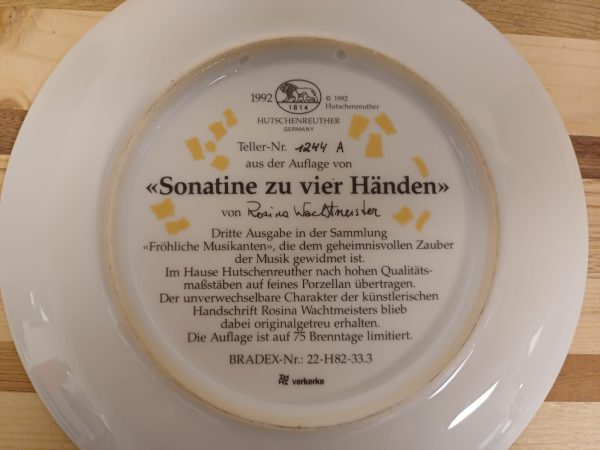 1992 © 1992
Hutschenreuther
1814
HUTSCHENREUTHER
GERMANY
Teller-Nr. 1244 A
aus der Auflage von
«Sonatine zu vier Händen»
von Rosina Wachtmeister
Dritte Ausgabe in der Sammlung
«Fröhliche Musikanten», die dem geheimnisvollen Zauber
der Musik gewidmet ist.
Im Hause Hutschenreuther nach hohen Qualitäts-
maßstäben auf feines Porzellan übertragen.
Der unverwechselbare Charakter der künstlerischen
Handschrift Rosina Wachtmeisters blieb
dabei originalgetreu erhalten.
Die Auflage ist auf 75 Brenntage limitiert.
BRADEX-Nr.: 22-H82-33.3
verkerke